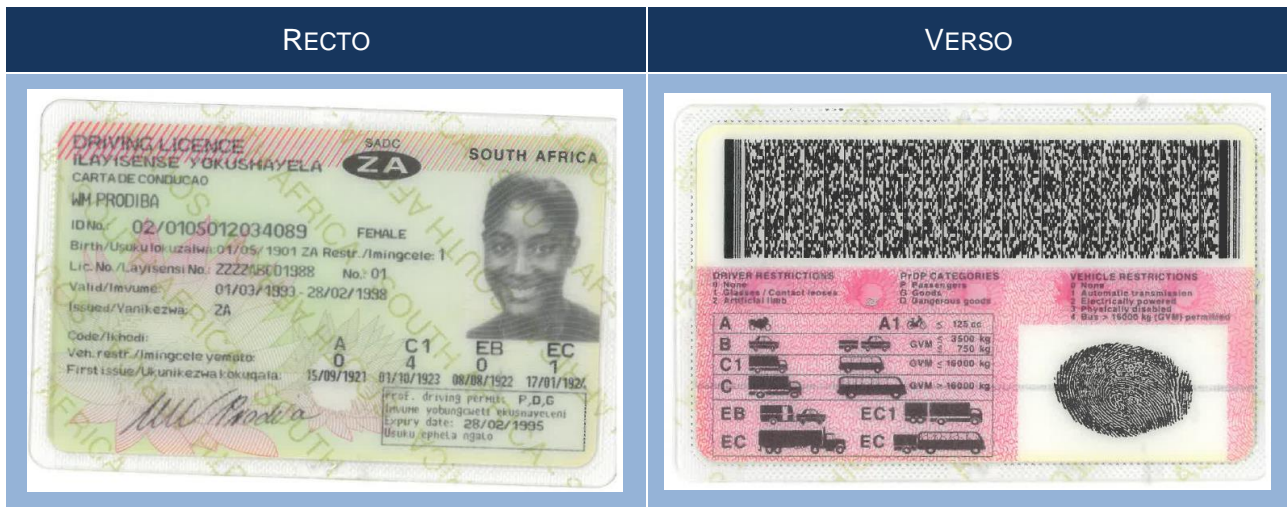 RECTO
VERSO
DRIVING LICENCE
ILAYISENSE YOKUSHAYELA
CARTA DE CONDUCAO
SADC
ZA
SOUTH AFRICA
WM PRODIBA
ID No.: 02/0105012034089 FEMALE
Birth/Usuku lokuzalwa: 01/05/1901 ZA Restr./Imingcele: 1
Lic. No./Layisensi No.: No.: 01
Valid/Imvume: 01/03/1993 - 28/02/1998
Issued/Yanikezwa: ZA
Code/Ikhodi: A C1 EB EC
Veh. restr./Imingcele yemoto: 0 4 0 1
First issue/Ukunikezwa kokuqala: 15/09/1921 01/10/1923 08/08/1922 17/01/1924
Prof. driving permit: P,D,G
Expiry date: 28/02/1995
Usuku ephela ngalo
DRIVER RESTRICTIONS
0 None
1 Glasses / Contact lenses
2 Artificial limb
PrDP CATEGORIES
P Passengers
G Goods
D Dangerous goods
VEHICLE RESTRICTIONS
0 None
1 Automatic transmission
2 Electrically powered
3 Physically disabled
4 Bus > 16000 kg (GVM) permitted
A A1 ≤ 125 cc
B GVM ≤ 3500 kg
≤ 750 kg
C1 GVM ≤ 16000 kg
C GVM > 16000 kg
EB EC1
EC EC